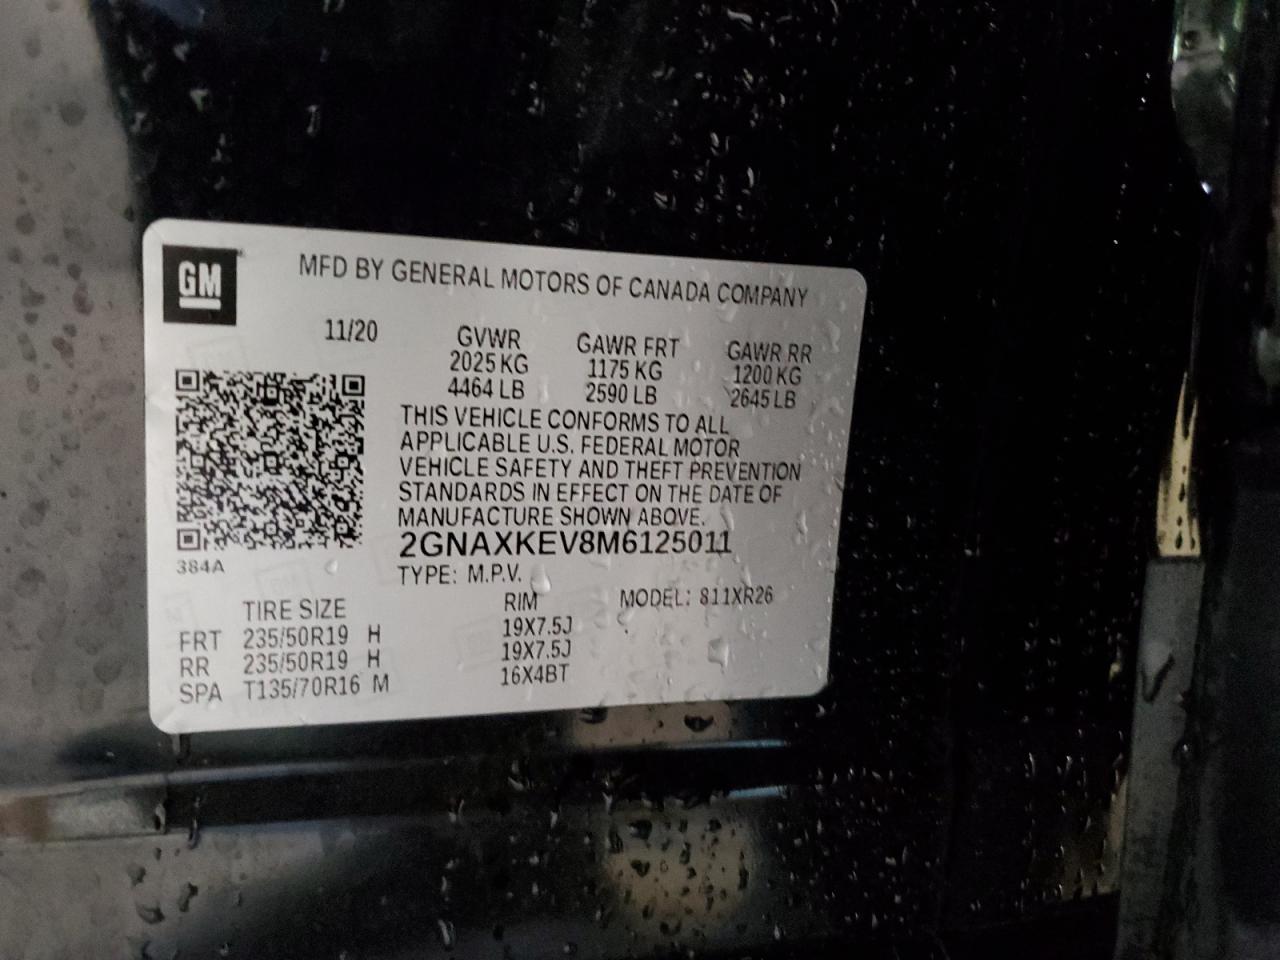 GM
MFD BY GENERAL MOTORS OF CANADA COMPANY
11/20
GVWR GAWR FRT GAWR RR
2025 KG 1175 KG 1200 KG
4464 LB 2590 LB 2645 LB
THIS VEHICLE CONFORMS TO ALL
APPLICABLE U.S. FEDERAL MOTOR
VEHICLE SAFETY AND THEFT PREVENTION
STANDARDS IN EFFECT ON THE DATE OF
MANUFACTURE SHOWN ABOVE.
2GNAXKEV8M6125011
384A
TYPE: M.P.V.
MODEL: 811XR26
TIRE SIZE RIM
FRT 235/50R19 H 19X7.5J
RR 235/50R19 H 19X7.5J
SPA T135/70R16 M 16X4BT